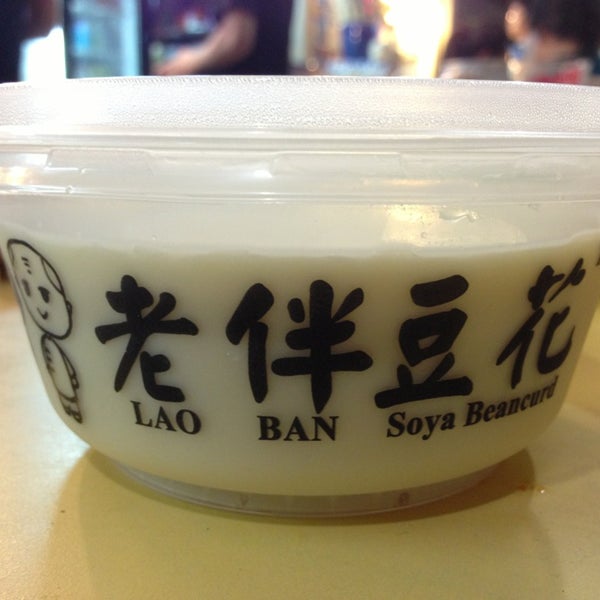 老伴豆花
LAO BAN Soya Beancurd